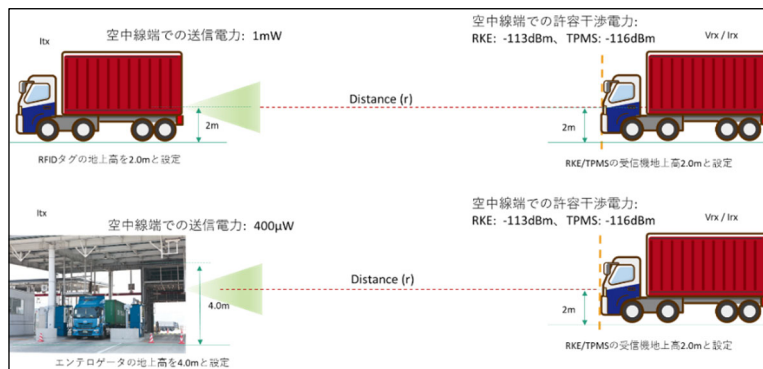 Itx
空中線端での送信電力: 1mW
空中線端での許容干渉電力:
RKE: -113dBm、TPMS: -116dBm
Vrx / Irx
Distance (r)
2m
2m
RFIDタグの地上高を2.0mと設定
RKE/TPMSの受信機地上高2.0mと設定
Itx
空中線端での送信電力: 400μW
空中線端での許容干渉電力:
RKE: -113dBm、TPMS: -116dBm
Vrx / Irx
Distance (r)
4.0m
2m
エンテロゲータの地上高を4.0mと設定
RKE/TPMSの受信機地上高2.0mと設定